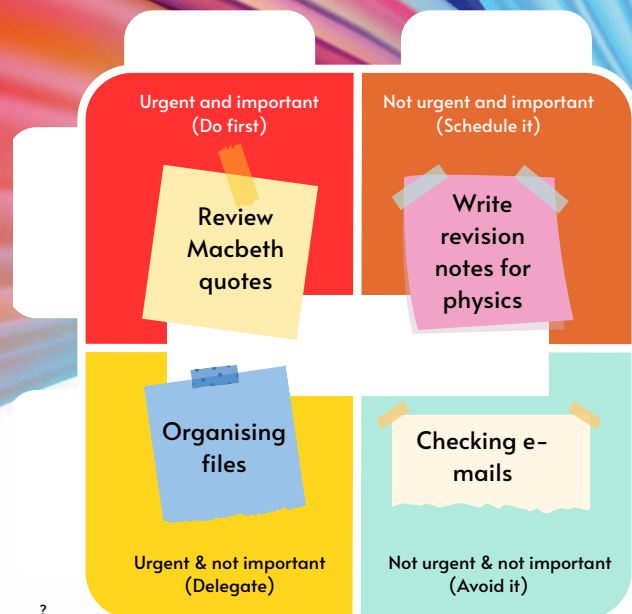 Urgent and important
(Do first)
Not urgent and important
(Schedule it)
Review
Macbeth
quotes
Write
revision
notes for
physics
Organising
files
Checking e-
mails
Urgent & not important
(Delegate)
Not urgent & not important
(Avoid it)
?